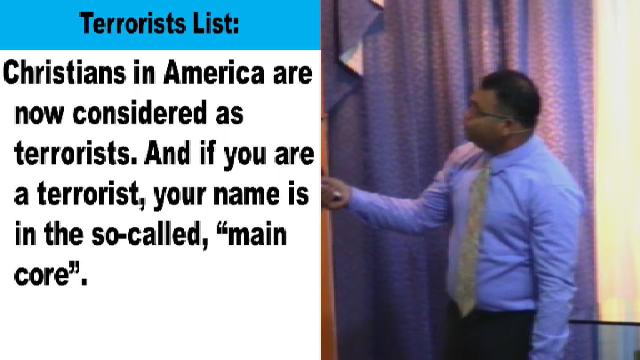 Terrorists List:
Christians in America are
now considered as
terrorists. And if you are
a terrorist, your name is
in the so-called, “main
core”.